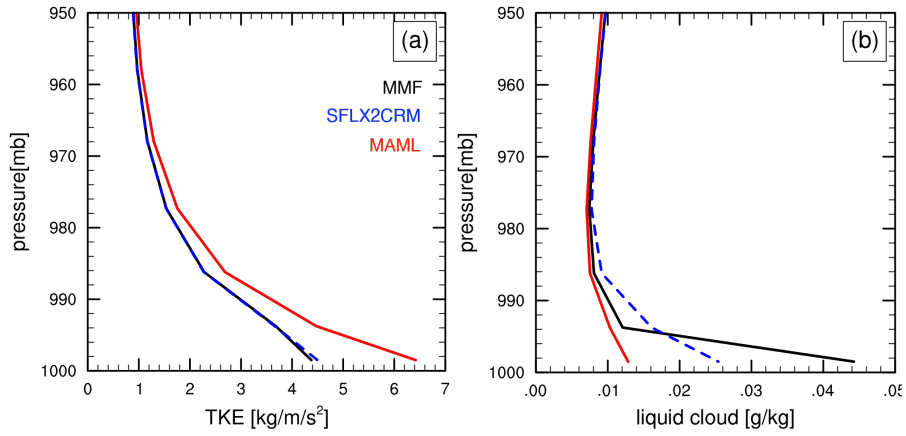 950
960
970
980
990
1000
pressure[mb]
0 1 2 3 4 5 6 7
TKE [kg/m/s²]
(a)
MMF
SFLX2CRM
MAML
950
960
970
980
990
1000
pressure[mb]
.00 .01 .02 .03 .04 .05
liquid cloud [g/kg]
(b)